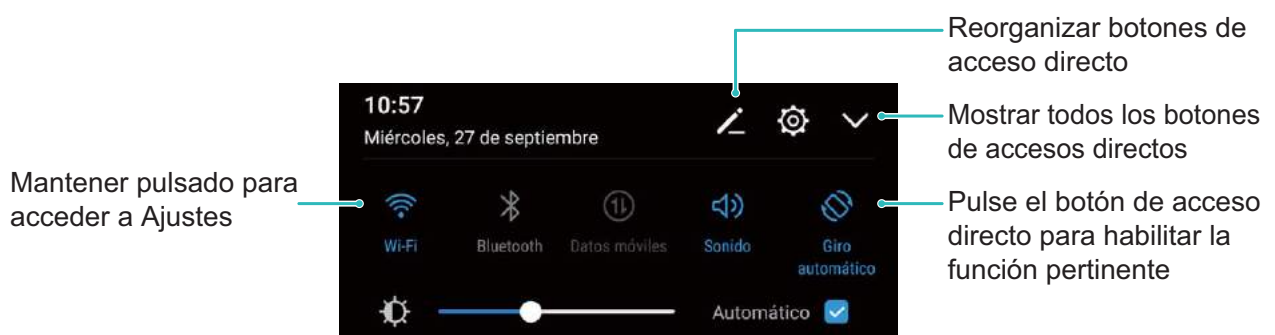 Reorganizar botones de
acceso directo
10:57
Miércoles, 27 de septiembre
Mostrar todos los botones
de accesos directos
Mantener pulsado para
acceder a Ajustes
Wi-Fi
Bluetooth
Datos móviles
Sonido
Giro
automático
Pulse el botón de acceso
directo para habilitar la
función pertinente
Automático